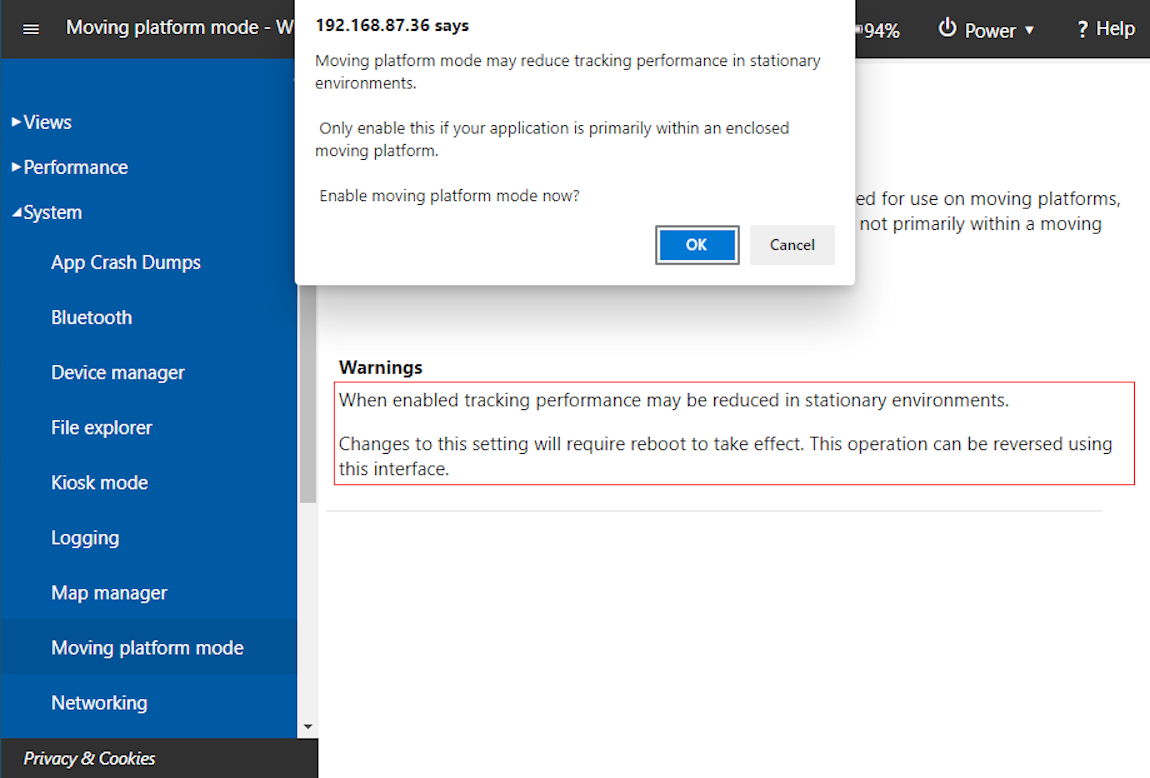 Moving platform mode - W
94%
Power
? Help
192.168.87.36 says
Moving platform mode may reduce tracking performance in stationary
environments.
Only enable this if your application is primarily within an enclosed
moving platform.
Enable moving platform mode now?
OK
Cancel
Views
Performance
System
App Crash Dumps
Bluetooth
Device manager
File explorer
Kiosk mode
Logging
Map manager
Moving platform mode
Networking
Privacy & Cookies
ed for use on moving platforms,
not primarily within a moving
Warnings
When enabled tracking performance may be reduced in stationary environments.
Changes to this setting will require reboot to take effect. This operation can be reversed using
this interface.